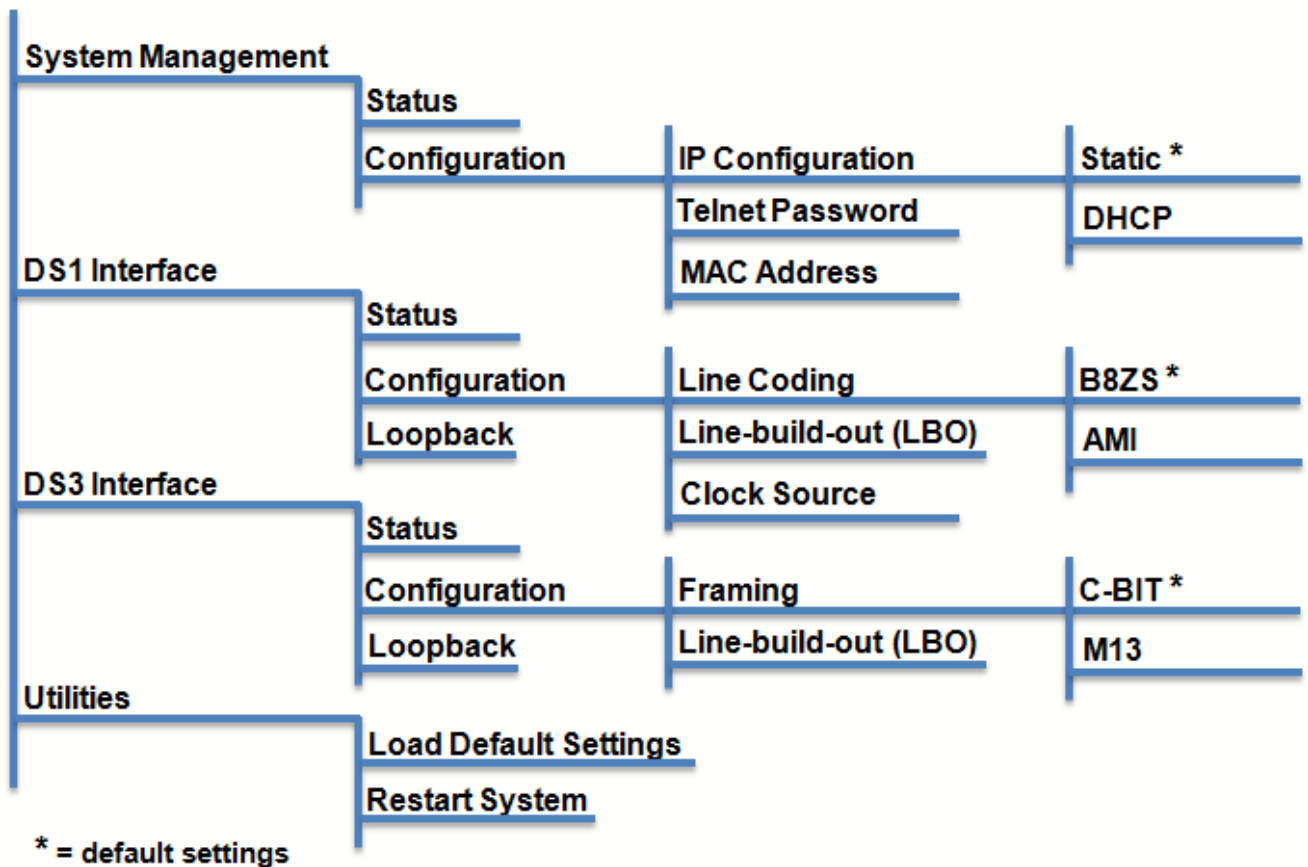 System Management
Status
Configuration
IP Configuration
Static *
Telnet Password
DHCP
MAC Address
DS1 Interface
Status
Configuration
Line Coding
B8ZS *
Loopback
Line-build-out (LBO)
AMI
Clock Source
DS3 Interface
Status
Configuration
Framing
C-BIT *
Loopback
Line-build-out (LBO)
M13
Utilities
Load Default Settings
Restart System
* = default settings